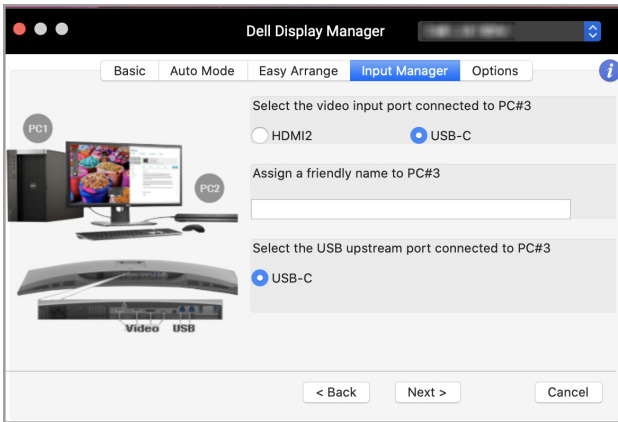 Dell Display Manager
Basic
Auto Mode
Easy Arrange
Input Manager
Options
i
PC1
PC2
Video
USB
Select the video input port connected to PC#3
HDMI2
USB-C
Assign a friendly name to PC#3
Select the USB upstream port connected to PC#3
USB-C
< Back
Next >
Cancel